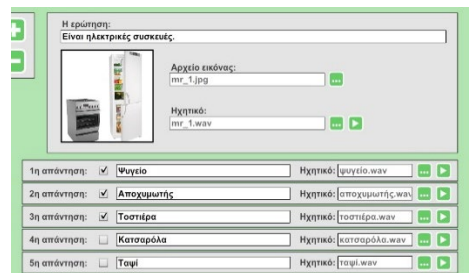 Η ερώτηση:
Είναι ηλεκτρικές συσκευές.
Αρχείο εικόνας:
mr_1.jpg
Ηχητικό:
mr_1.wav
1η απάντηση: Ψυγείο Ηχητικό: ψυγείο.wav
2η απάντηση: Αποχυμωτής Ηχητικό: αποχυμωτής.wav
3η απάντηση: Τοστιέρα Ηχητικό: τοστιέρα.wav
4η απάντηση: Κατσαρόλα Ηχητικό: κατσαρόλα.wav
5η απάντηση: Ταψί Ηχητικό: ταψί.wav